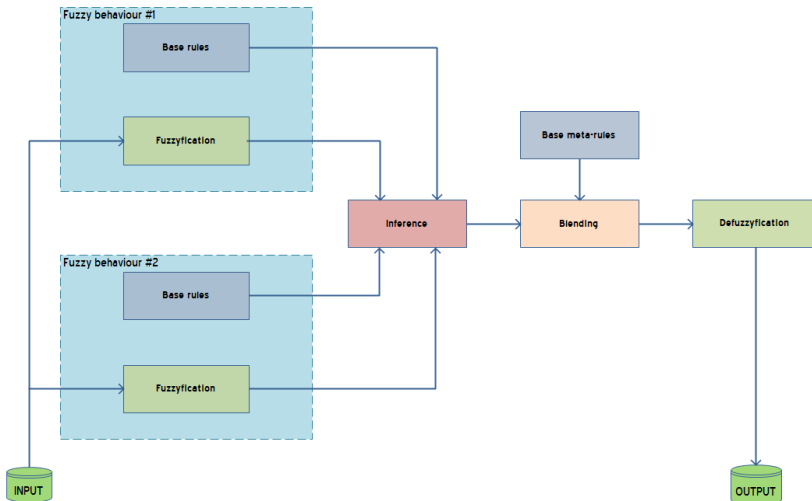 Fuzzy behaviour #1
Base rules
Fuzzyfication
Base meta-rules
Inference
Blending
Defuzzyfication
Fuzzy behaviour #2
Base rules
Fuzzyfication
INPUT
OUTPUT